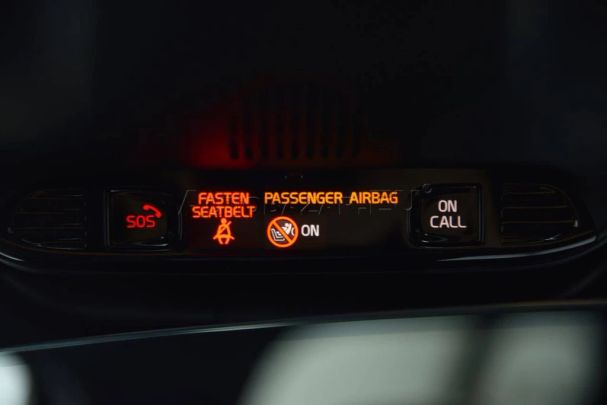 SOS
FASTEN
SEATBELT
PASSENGER AIRBAG
ON
ON
CALL